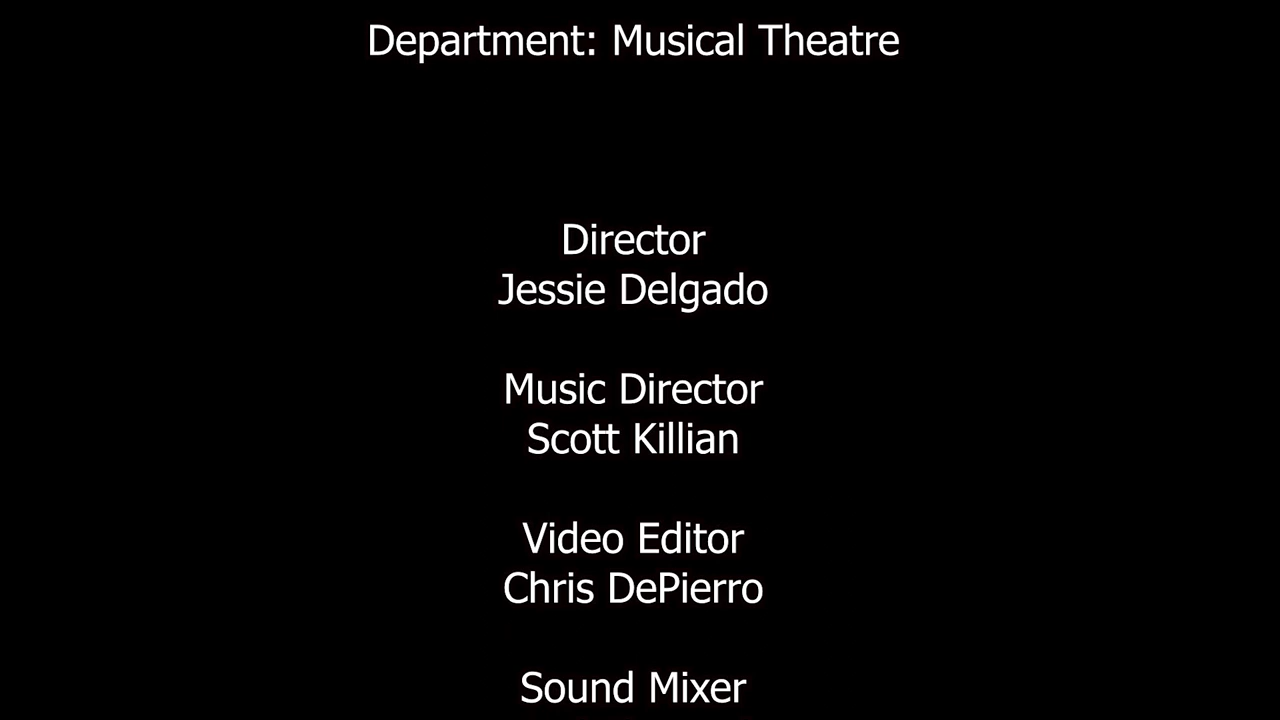 Department: Musical Theatre
Director
Jessie Delgado
Music Director
Scott Killian
Video Editor
Chris DePierro
Sound Mixer